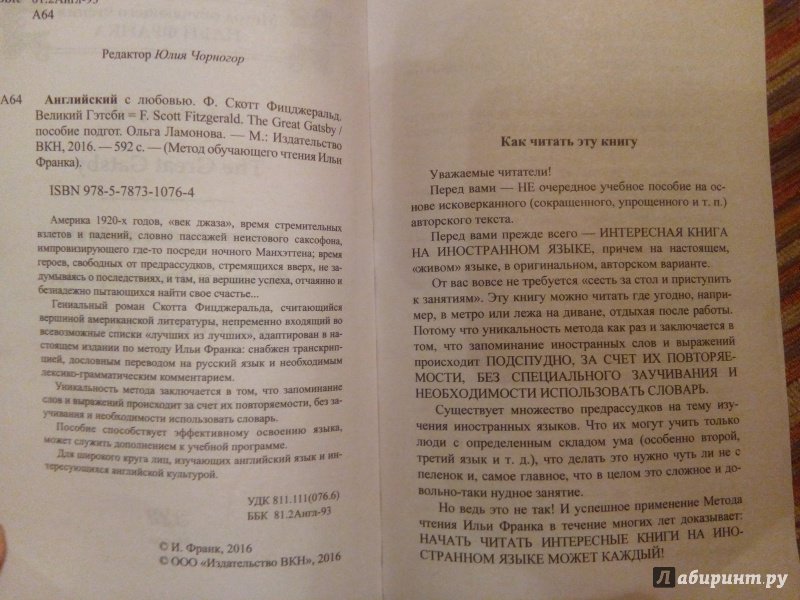 81.2Англ-93
А64
Редактор Юлия Чорногор
А64 Английский с любовью. Ф. Скотт Фицджеральд.
Великий Гэтсби = F. Scott Fitzgerald. The Great Gatsby /
пособие подгот. Ольга Ламонова. — М.: Издательство
ВКН, 2016. — 592 с. — (Метод обучающего чтения Ильи
Франка).
ISBN 978-5-7873-1076-4
Америка 1920-х годов, «век джаза», время стремительных
взлетов и падений, словно пассажей неистового саксофона,
импровизирующего где-то посреди ночного Манхэттена; время
героев, свободных от предрассудков, стремящихся вверх, не за-
думываясь о последствиях, и там, на вершине успеха, отчаянно и
безнадежно пытающихся найти свое счастье...
Гениальный роман Скотта Фицджеральда, считающийся
вершиной американской литературы, непременно входящий во
всевозможные списки «лучших из лучших», адаптирован в на-
стоящем издании по методу Ильи Франка: снабжен транскрип-
цией, дословным переводом на русский язык и необходимым
лексико-грамматическим комментарием.
Уникальность метода заключается в том, что запоминание
слов и выражений происходит за счет их повторяемости, без за-
учивания и необходимости использовать словарь.
Пособие способствует эффективному освоению языка,
может служить дополнением к учебной программе.
Для широкого круга лиц, изучающих английский язык и ин-
тересующихся английской культурой.
УДК 811.111(076.6)
ББК 81.2Англ-93
© И. Франк, 2016
© ООО «Издательство ВКН», 2016
Как читать эту книгу
Уважаемые читатели!
Перед вами — НЕ очередное учебное пособие на ос-
нове исковерканного (сокращенного, упрощенного и т. п.)
авторского текста.
Перед вами прежде всего — ИНТЕРЕСНАЯ КНИГА
НА ИНОСТРАННОМ ЯЗЫКЕ, причем на настоящем,
«живом» языке, в оригинальном, авторском варианте.
От вас вовсе не требуется «сесть за стол и приступить
к занятиям». Эту книгу можно читать где угодно, напри-
мер, в метро или лежа на диване, отдыхая после работы.
Потому что уникальность метода как раз и заключается в
том, что запоминание иностранных слов и выражений
происходит ПОДСПУДНО, ЗА СЧЕТ ИХ ПОВТОРЯЕ-
МОСТИ, БЕЗ СПЕЦИАЛЬНОГО ЗАУЧИВАНИЯ И
НЕОБХОДИМОСТИ ИСПОЛЬЗОВАТЬ СЛОВАРЬ.
Существует множество предрассудков на тему изу-
чения иностранных языков. Что их могут учить только
люди с определенным складом ума (особенно второй,
третий язык и т. д.), что делать это нужно чуть ли не с
пеленок и, самое главное, что в целом это сложное и до-
вольно-таки нудное занятие.
Но ведь это не так! И успешное применение Метода
чтения Ильи Франка в течение многих лет доказывает:
НАЧАТЬ ЧИТАТЬ ИНТЕРЕСНЫЕ КНИГИ НА ИНО-
СТРАННОМ ЯЗЫКЕ МОЖЕТ КАЖДЫЙ!
Лабиринт.ру